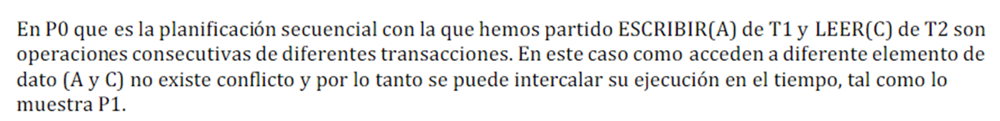 En P0 que es la planificación secuencial con la que hemos partido ESCRIBIR(A) de T1 y LEER(C) de T2 son
operaciones consecutivas de diferentes transacciones. En este caso como acceden a diferente elemento de
dato (A y C) no existe conflicto y por lo tanto se puede intercalar su ejecución en el tiempo, tal como lo
muestra P1.